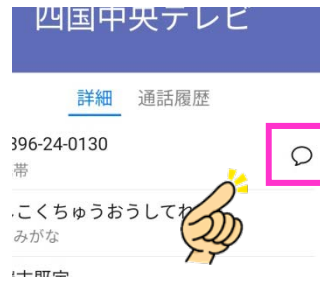 四国中央テレビ
詳細 通話履歴
396-24-0130
帯
こくちゅうおうしてれ
みがな